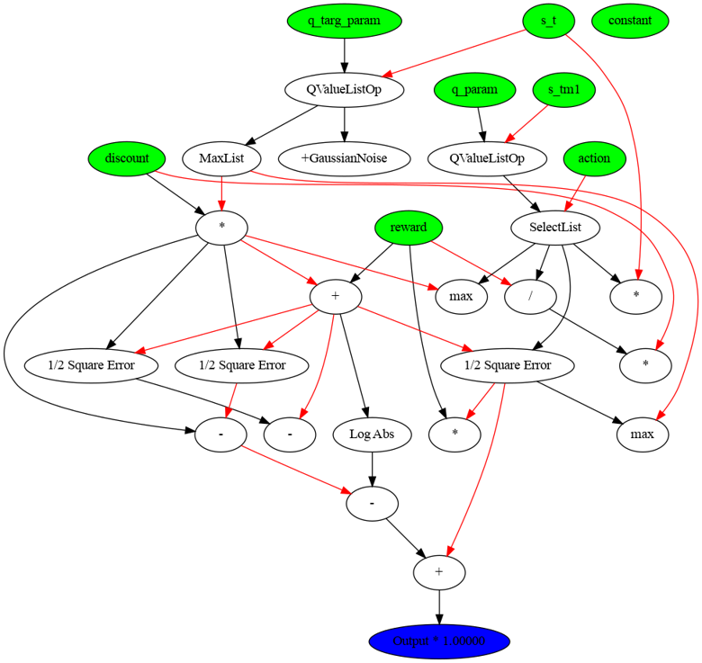 q_targ_param
s_t
constant
QValueListOp
q_param
s_tm1
discount
MaxList
+GaussianNoise
QValueListOp
action
*
reward
SelectList
+
max
/
*
1/2 Square Error
1/2 Square Error
1/2 Square Error
*
-
-
Log Abs
*
max
-
+
Output * 1.00000